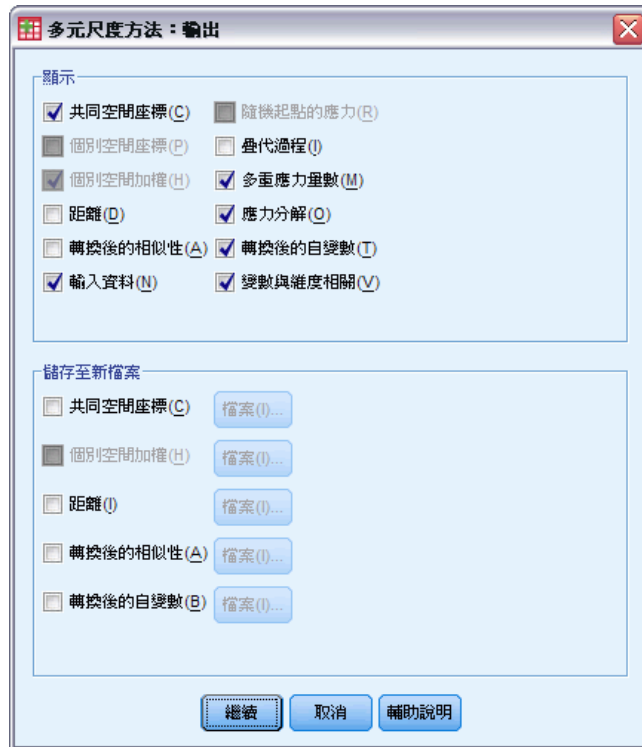 多元尺度方法：輸出
顯示
共同空間座標(C)
隨機起點的應力(R)
個別空間座標(P)
疊代過程(I)
個別空間加權(H)
多重應力量數(M)
距離(D)
應力分解(O)
轉換後的相似性(A)
轉換後的自變數(T)
輸入資料(N)
變數與維度相關(V)
儲存至新檔案
共同空間座標(C)
檔案(I)...
個別空間加權(H)
檔案(I)...
距離(I)
檔案(I)...
轉換後的相似性(A)
檔案(I)...
轉換後的自變數(B)
檔案(I)...
繼續
取消
輔助說明